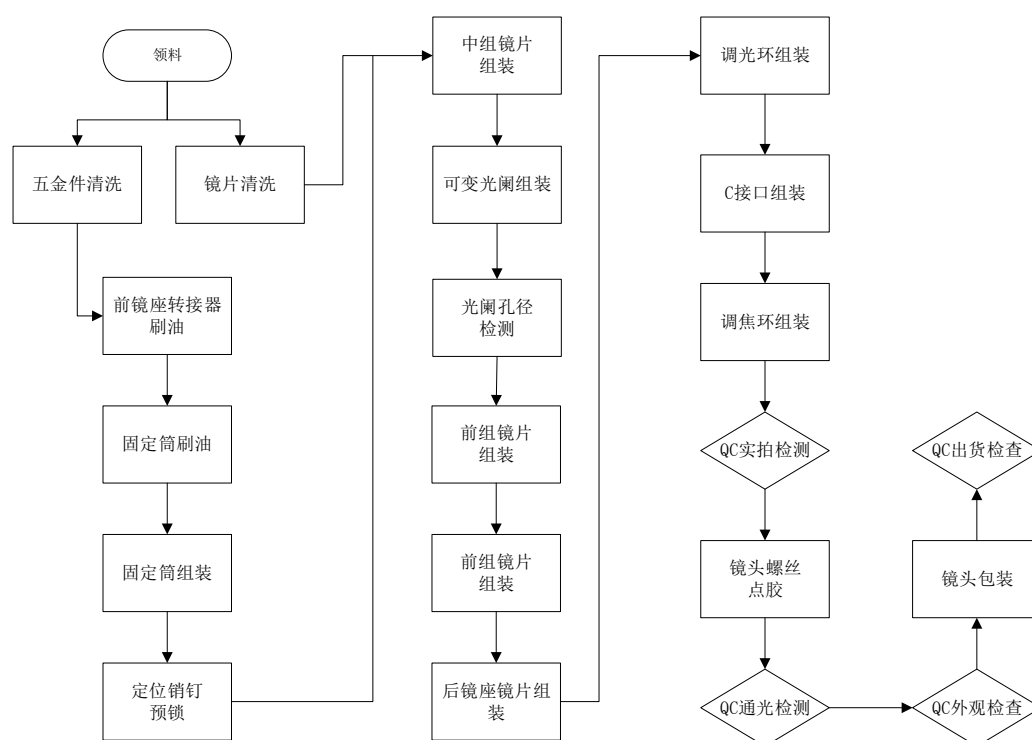 领料
五金件清洗
镜片清洗
前镜座转接器
刷油
固定筒刷油
固定筒组装
定位销钉
预锁
中组镜片
组装
可变光阑组装
光阑孔径
检测
前组镜片
组装
前组镜片
组装
后镜座镜片组
装
调光环组装
C接口组装
调焦环组装
QC实拍检测
镜头螺丝
点胶
QC通光检测
QC外观检查
镜头包装
QC出货检查